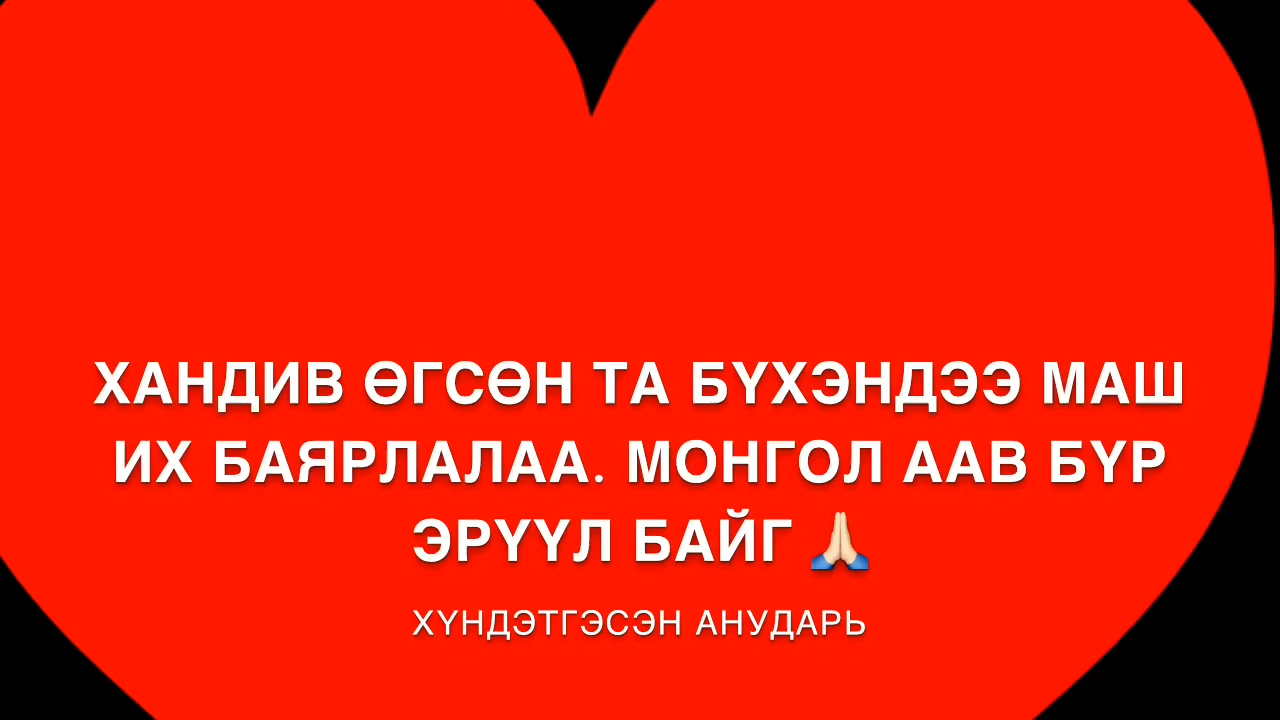 ХАНДИВ ӨГСӨН ТА БҮХЭНДЭЭ МАШ
ИХ БАЯРЛАЛАА. МОНГОЛ ААВ БҮР
ЭРҮҮЛ БАЙГ 🙏🏻
ХҮНДЭТГЭСЭН АНУДАРЬ